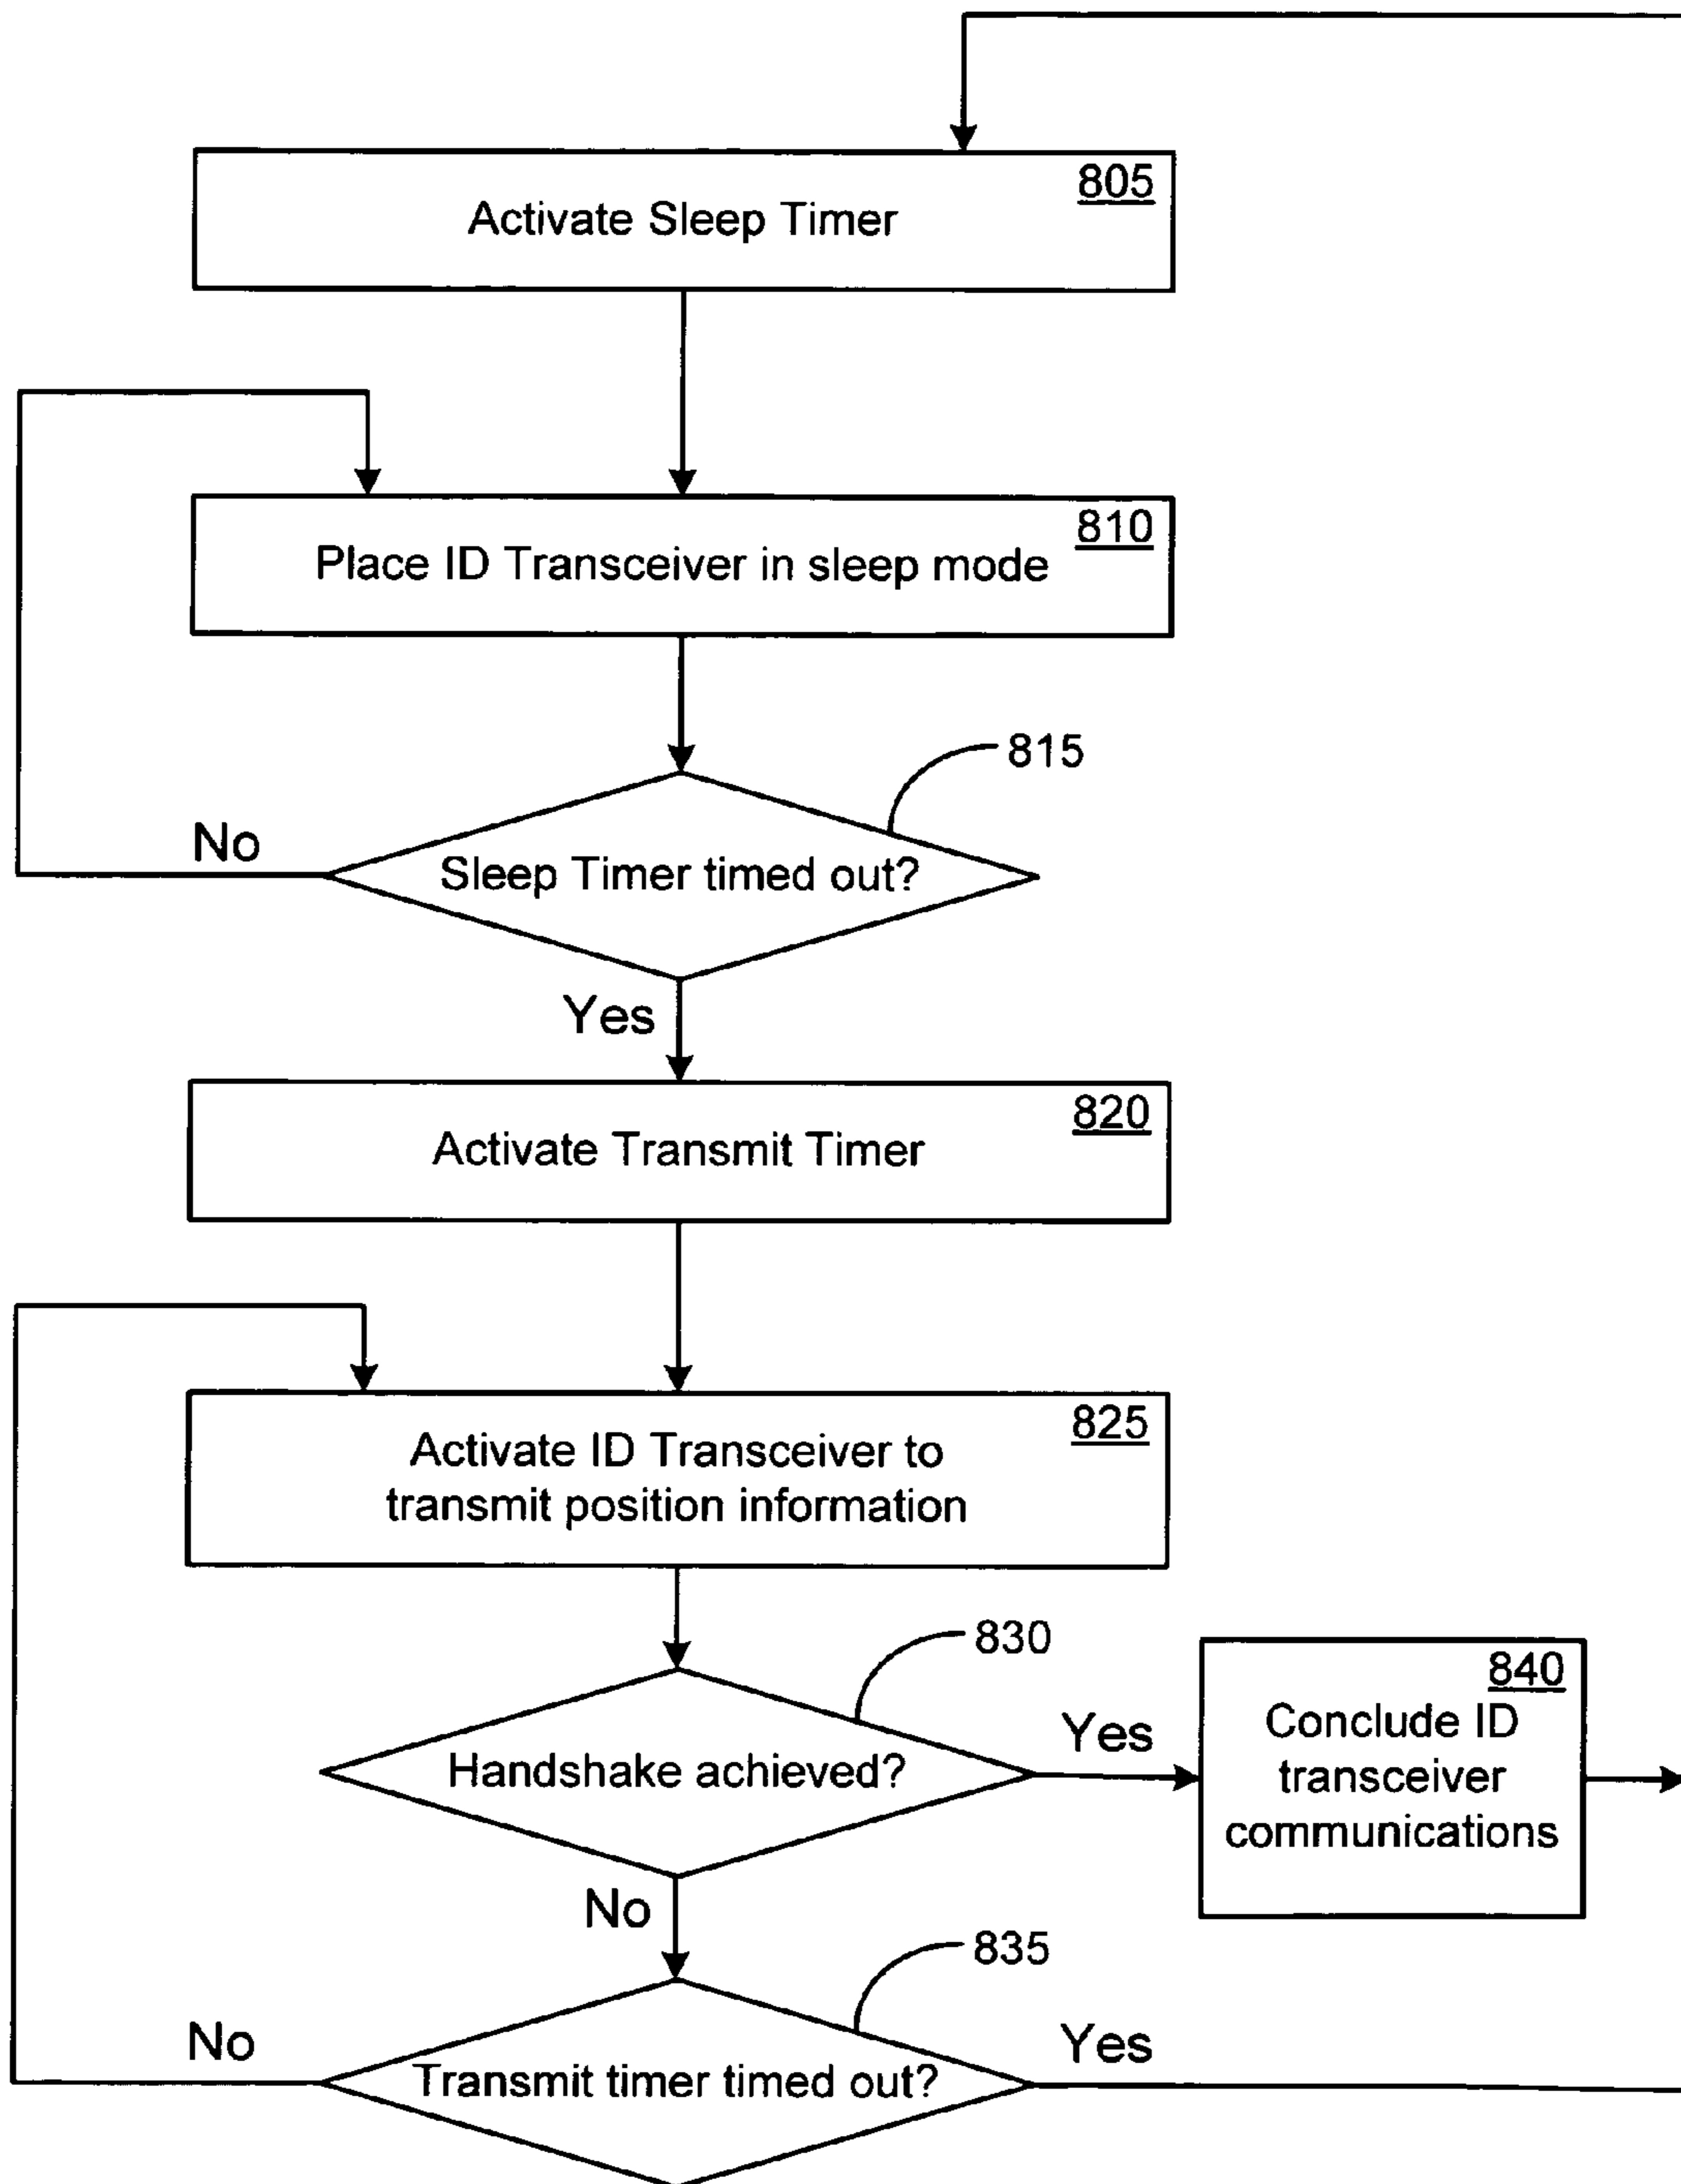 805
Activate Sleep Timer
810
Place ID Transceiver in sleep mode
815
No
Sleep Timer timed out?
Yes
820
Activate Transmit Timer
825
Activate ID Transceiver to
transmit position information
830
Handshake achieved?
Yes
840
Conclude ID
transceiver
communications
No
835
No
Transmit timer timed out?
Yes